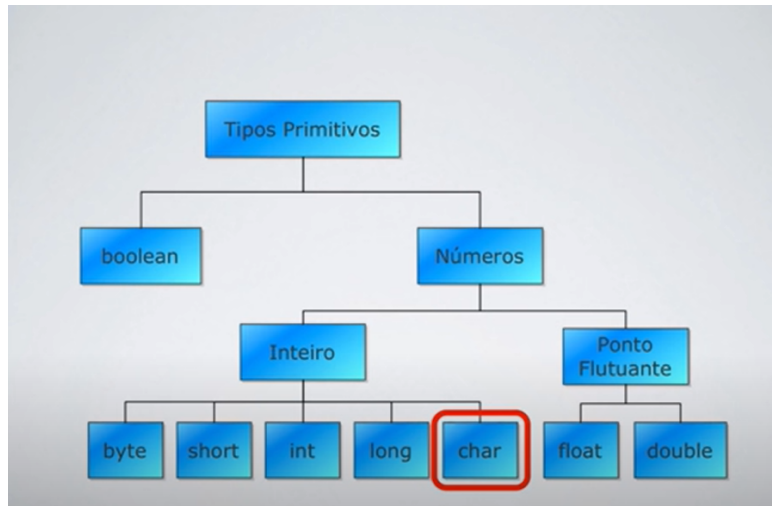 Tipos Primitivos
boolean
Números
Inteiro
Ponto
Flutuante
byte
short
int
long
char
float
double